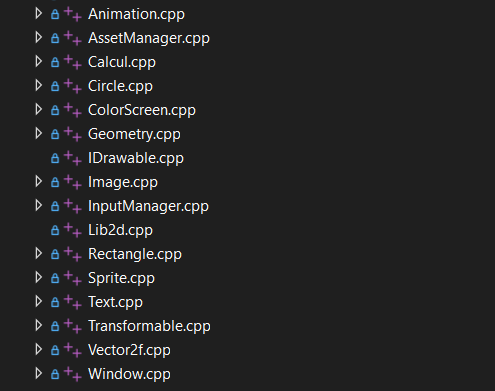 Animation.cpp
AssetManager.cpp
Calcul.cpp
Circle.cpp
ColorScreen.cpp
Geometry.cpp
IDrawable.cpp
Image.cpp
InputManager.cpp
Lib2d.cpp
Rectangle.cpp
Sprite.cpp
Text.cpp
Transformable.cpp
Vector2f.cpp
Window.cpp